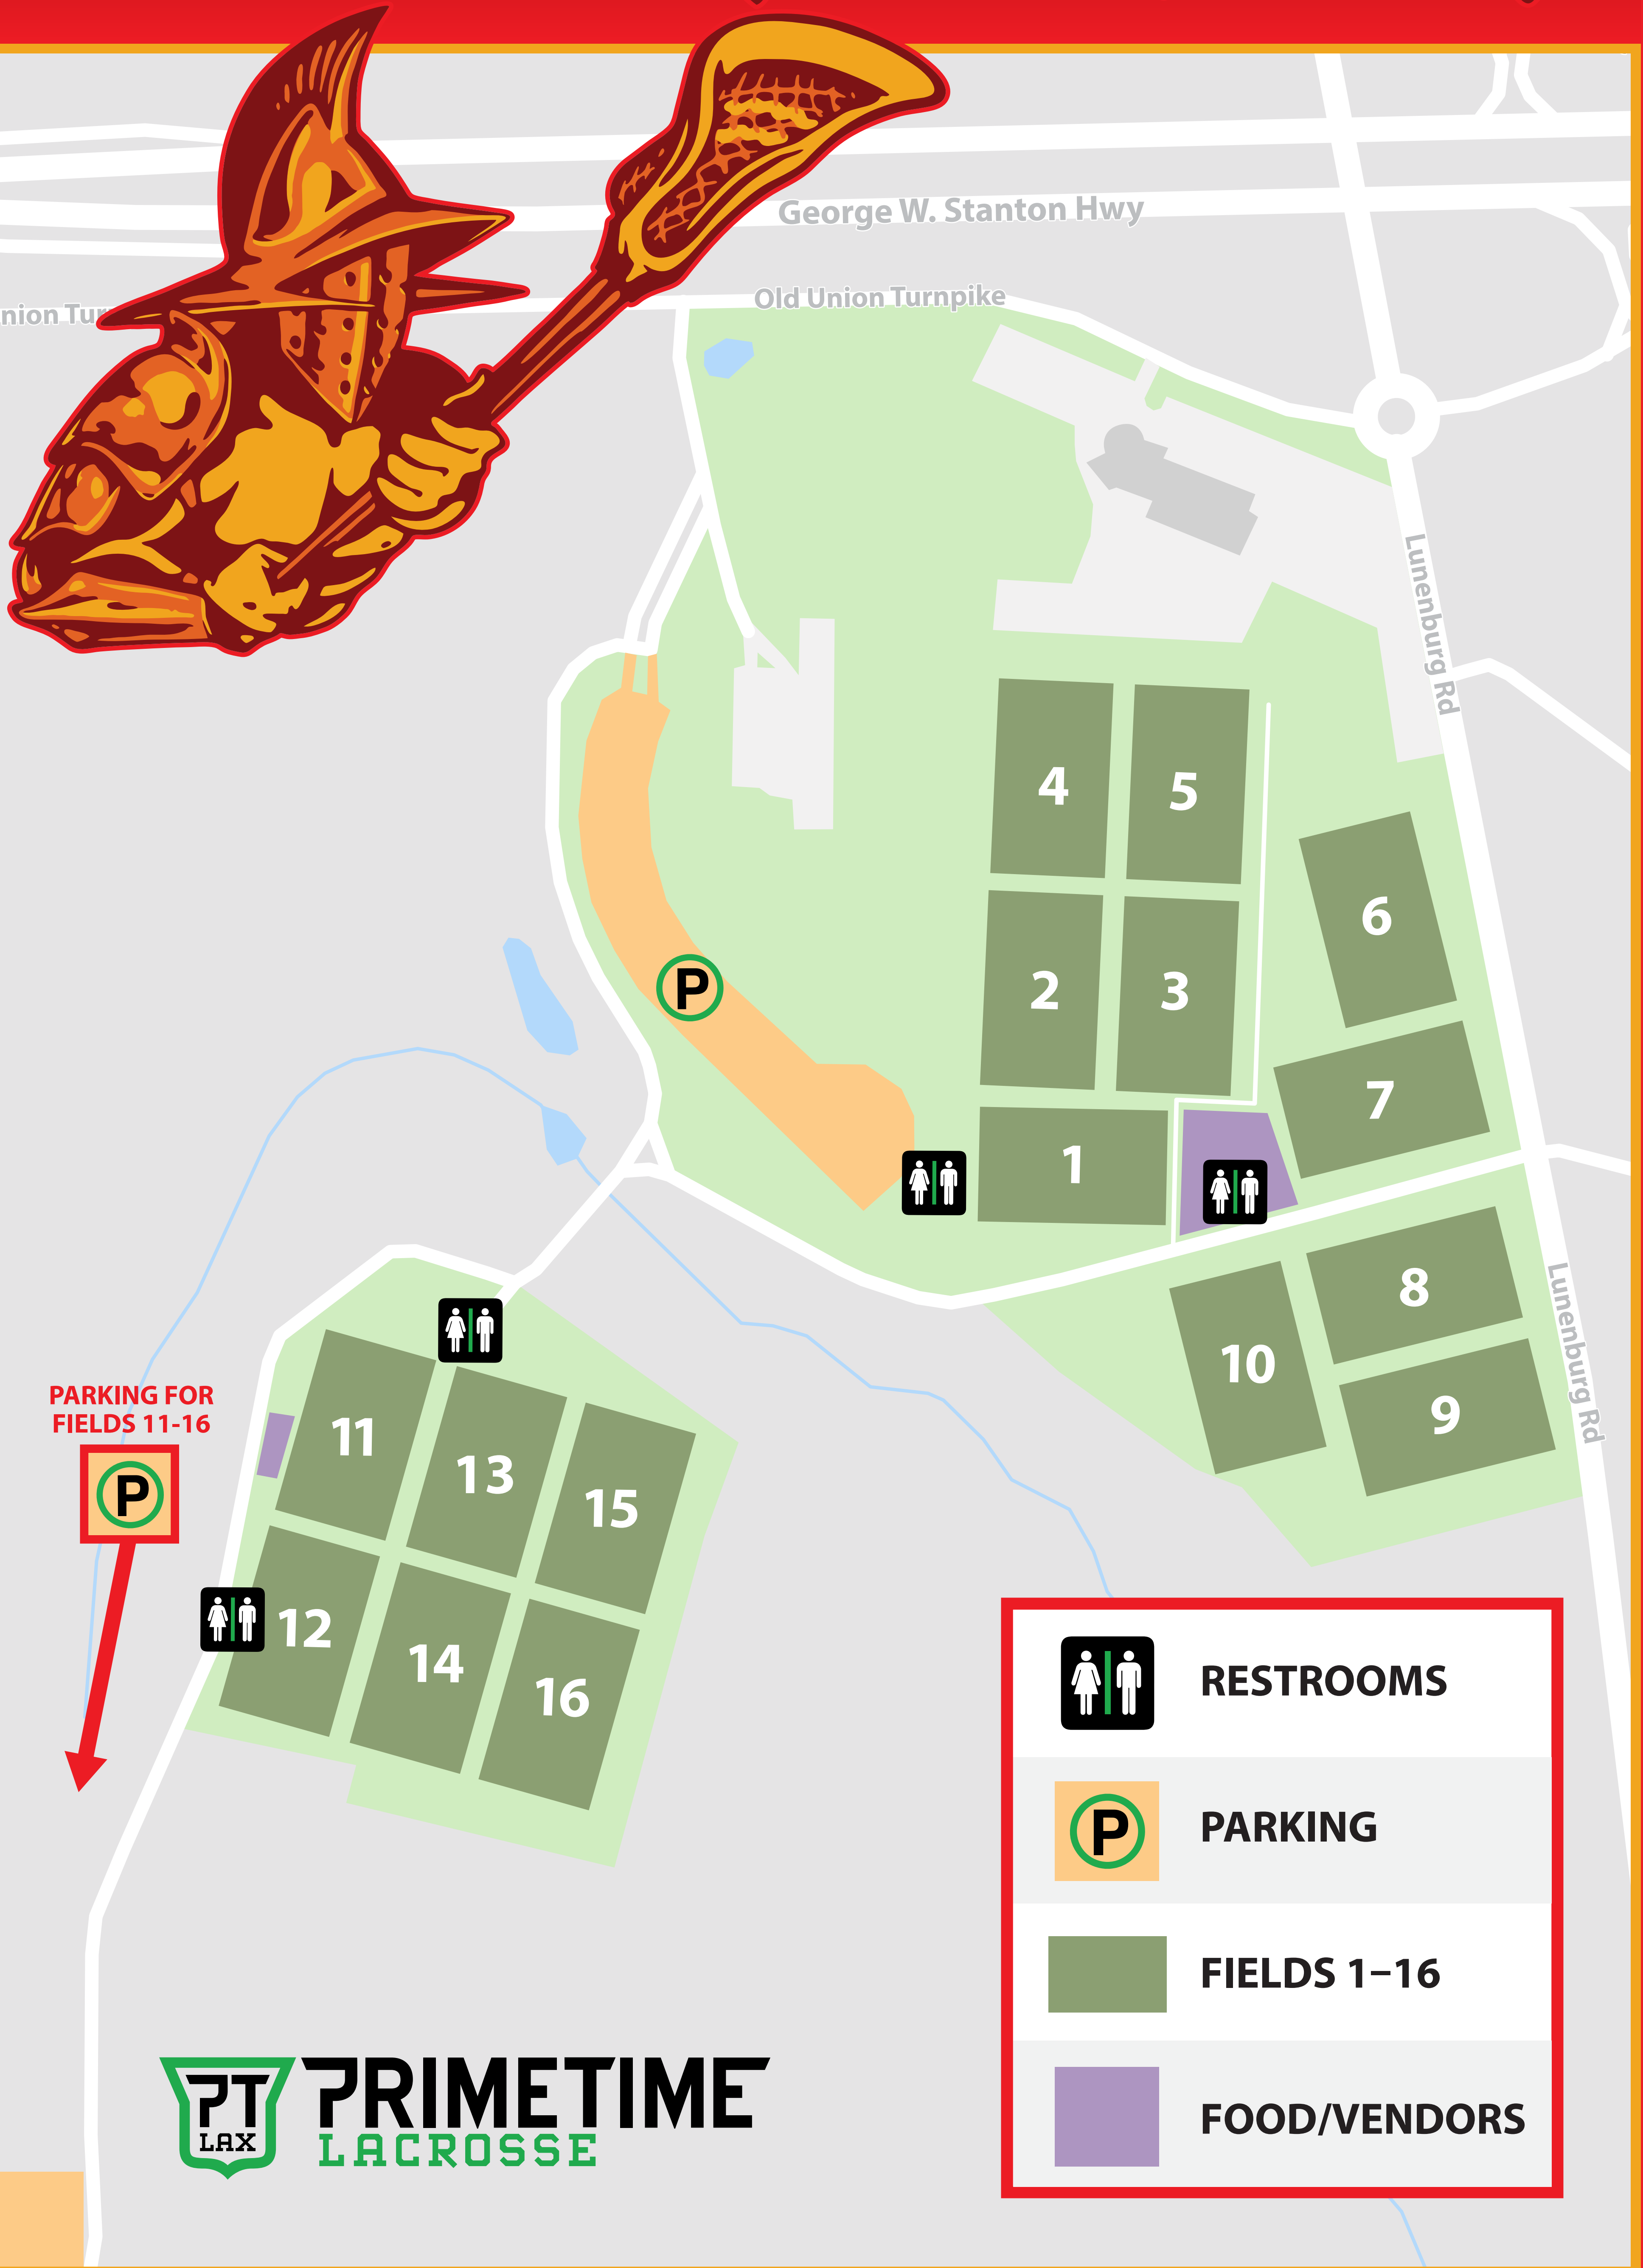 George W. Stanton Hwy
Old Union Turnpike
nion Tur
Lunenburg Rd
4
5
6
2
3
7
1
8
10
9
Lunenburg Rd
P
PARKING FOR
FIELDS 11-16
P
11
13
15
12
14
16
RESTROOMS
P
PARKING
FIELDS 1–16
FOOD/VENDORS
PT
LAX
PRIMETIME
LACROSSE